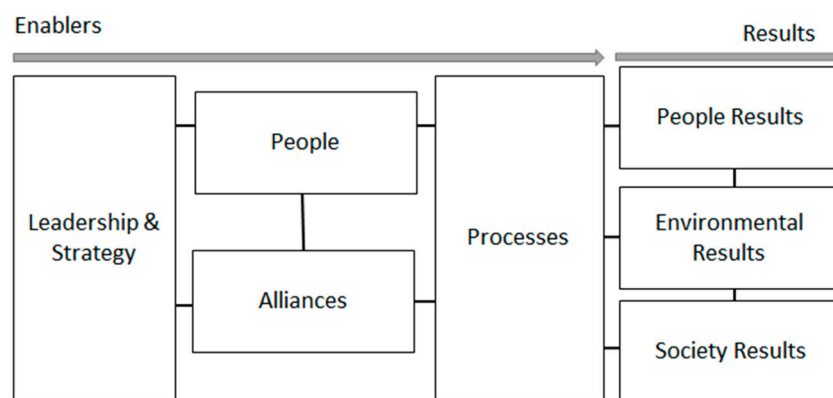 Enablers
Results
Leadership &
Strategy
People
Alliances
Processes
People Results
Environmental
Results
Society Results